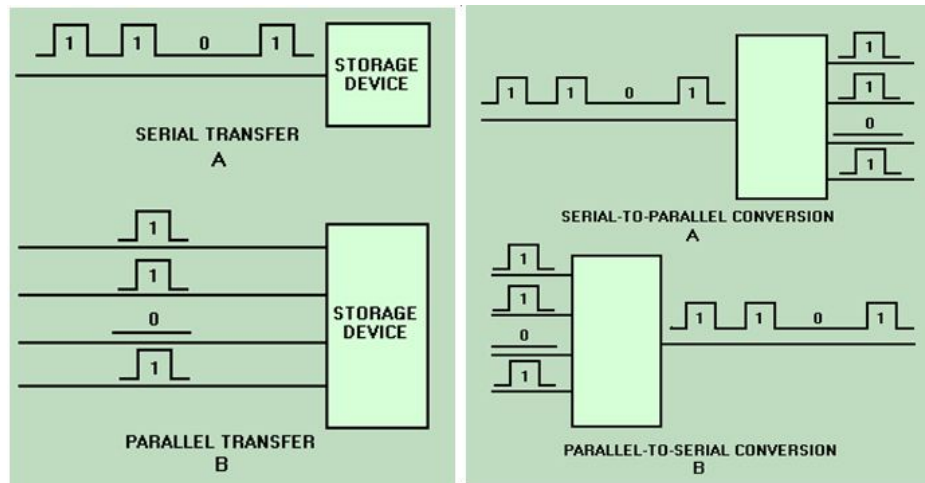 1 1 0 1
STORAGE
DEVICE
SERIAL TRANSFER
A
1
1
0
1
STORAGE
DEVICE
PARALLEL TRANSFER
B
1 1 0 1
1
1
0
1
SERIAL-TO-PARALLEL CONVERSION
A
1
1
0
1
1 1 0 1
PARALLEL-TO-SERIAL CONVERSION
B